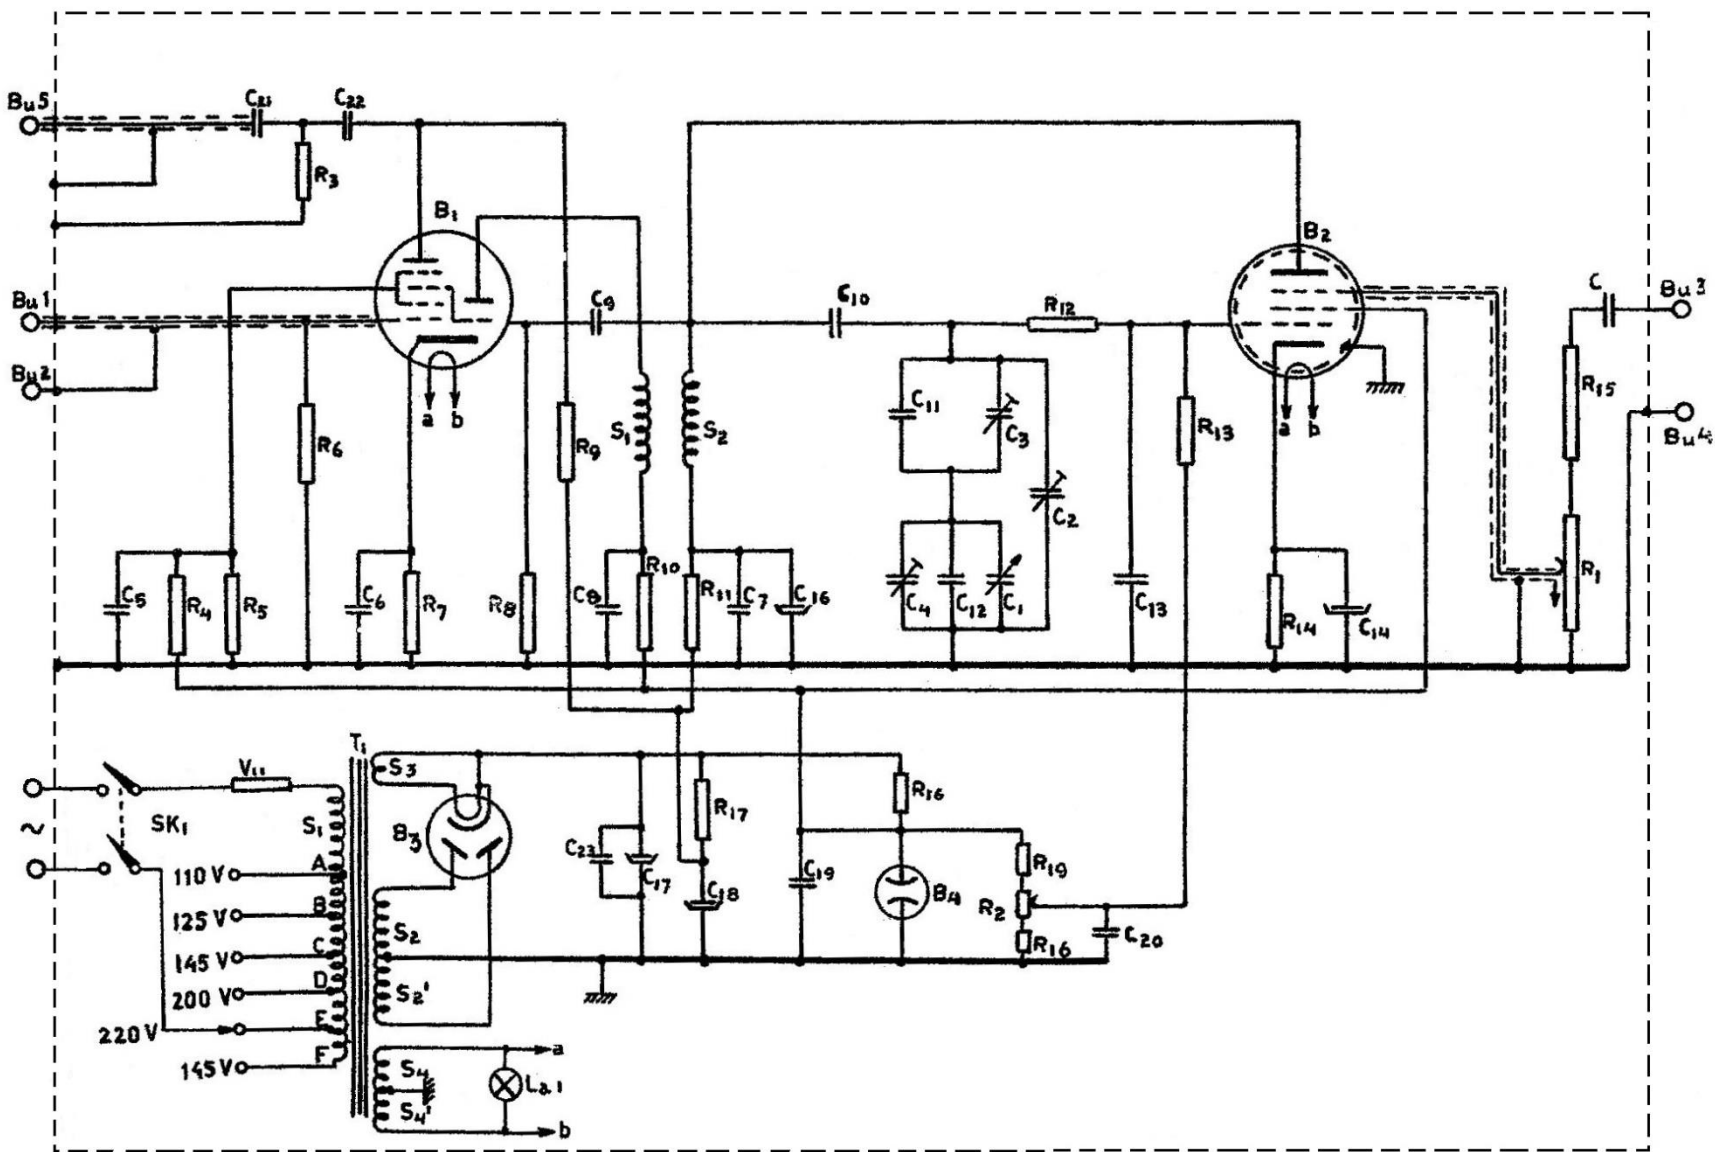 Bu5
C21
C22
R3
B1
B2
Bu1
C9
C10
R12
C
Bu3
Bu2
a b
R6
R9
S1
S2
C11
C3
C2
R13
a b
R15
Bu4
C5
R4
R5
C6
R7
R8
C8
R10
R11
C7
C16
C4
C12
C1
C13
R14
C14
R1
T1
V11
S3
~
SK1
S1
B3
C23
C17
R17
C18
R16
C19
B4
R19
R2
R16
C20
110 V
A
125 V
B
145 V
C
200 V
D
220 V
E
145 V
F
S2
S2'
S4
S4'
La1
a
b